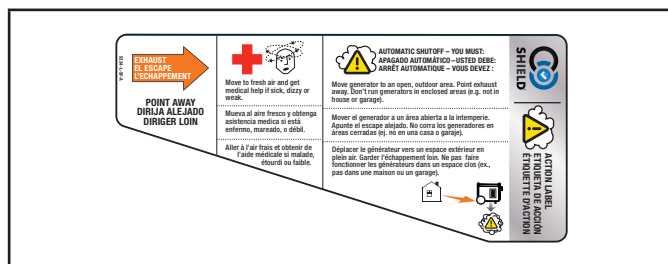 EXHAUST
EL ESCAPE
L'ECHAPPEMENT
POINT AWAY
DIRIJA ALEJADO
DIRIGER LOIN
Move to fresh air and get
medical help if sick, dizzy or
weak.
Mueva al aire fresco y obtenga
asistencia medica si está
enfermo, mareado, o débil.
Aller à l'air frais et obtenir de
l'aide médicale si malade,
étourdi ou faible.
AUTOMATIC SHUTOFF – YOU MUST:
APAGADO AUTOMÁTICO – USTED DEBE:
ARRÊT AUTOMATIQUE – VOUS DEVEZ :
Move generator to an open, outdoor area. Point exhaust
away. Don't run generators in enclosed areas (e.g. not in
house or garage).
Mover el generador a un área abierta a la intemperie.
Apunte el escape alejado. No corra los generadores en
áreas cerradas (ej. no en una casa o garaje).
Déplacer le générateur vers un espace extérieur en
plein air. Garder l'échappement loin. Ne pas faire
fonctionner les générateurs dans un espace clos (ex.,
pas dans une maison ou un garage).
SHIELD
ACTION LABEL
ETIQUETA DE ACCIÓN
ÉTIQUETTE D'ACTION